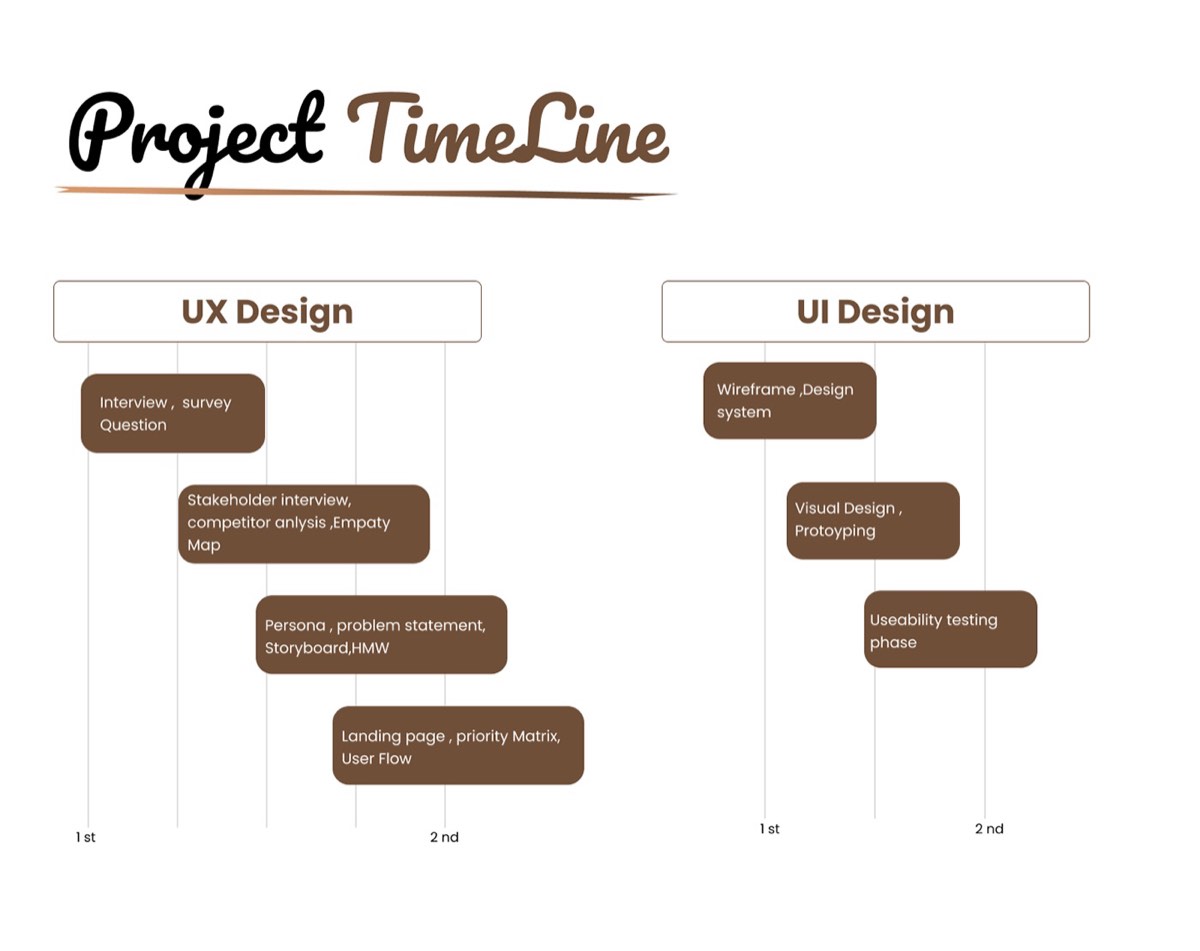 Project TimeLine
UX Design
Interview ,  survey
Question
Stakeholder interview,
competitor anlysis ,Empaty
Map
Persona , problem statement,
Storyboard,HMW
Landing page , priority Matrix,
User Flow
1 st
2 nd
UI Design
Wireframe ,Design
system
Visual Design ,
Protoyping
Useability testing
phase
1 st
2 nd